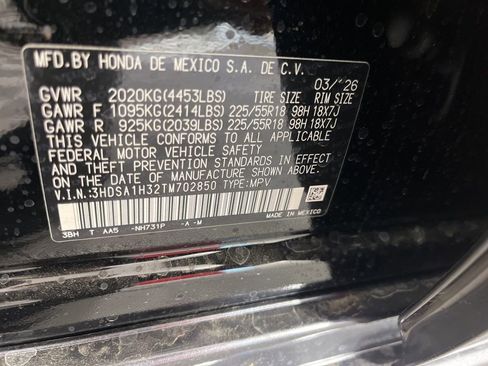 MFD.BY HONDA DE MEXICO S.A. DE C.V.
03/'26
GVWR 2020KG(4453LBS) TIRE SIZE RIM SIZE
GAWR F 1095KG(2414LBS) 225/55R18 98H 18X7J
GAWR R 925KG(2039LBS) 225/55R18 98H 18X7J
THIS VEHICLE CONFORMS TO ALL APPLICABLE
FEDERAL MOTOR VEHICLE SAFETY
AND THEFT PREVENTION STANDARDS IN
EFFECT ON THE DATE OF MANUFACTURE SHOWN ABOVE.
V.I.N.:3HDSA1H32TM702850 TYPE:MPV
3BH T AA5 -NH731P -A -M
MADE IN MEXICO